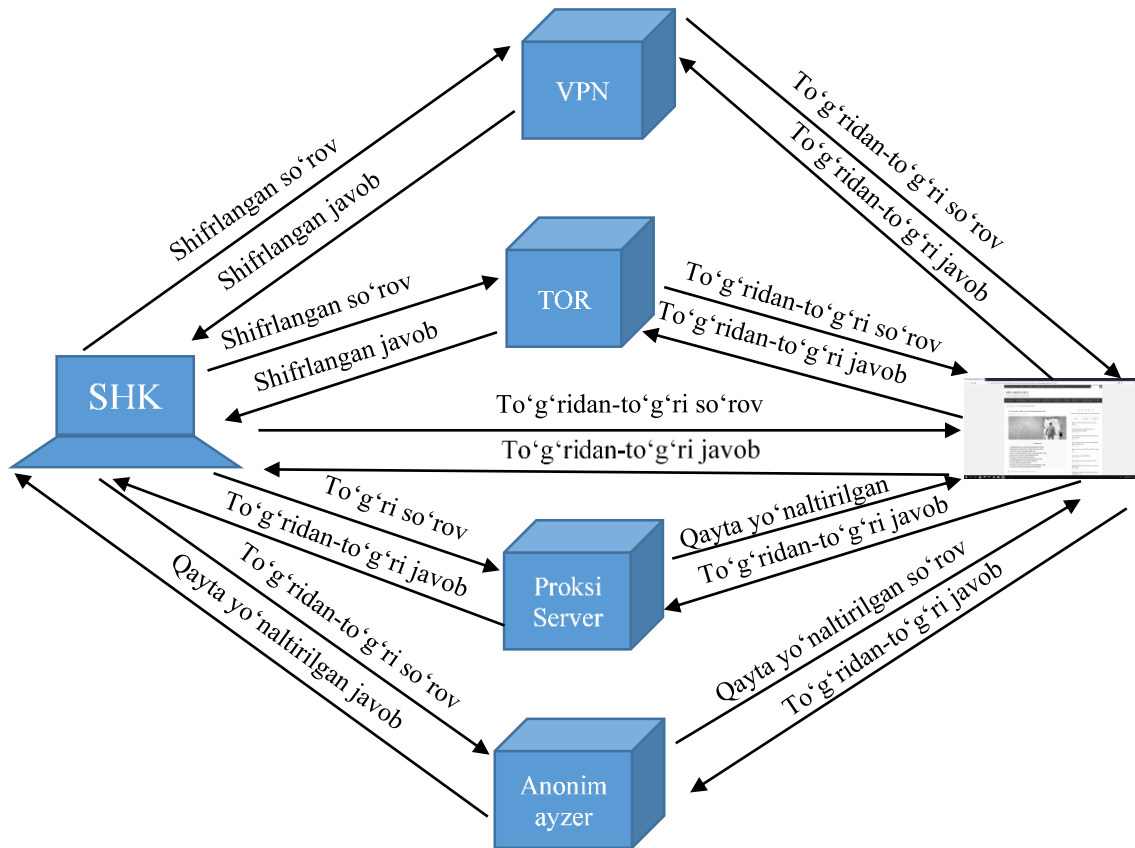 VPN
To‘g‘ridan-to‘g‘ri so‘rov
To‘g‘ridan-to‘g‘ri javob
Shifrlangan so‘rov
Shifrlangan javob
TOR
Shifrlangan so‘rov
Shifrlangan javob
To‘g‘ridan-to‘g‘ri so‘rov
To‘g‘ridan-to‘g‘ri javob
SHK
To‘g‘ridan-to‘g‘ri so‘rov
To‘g‘ridan-to‘g‘ri javob
To‘g‘ri so‘rov
To‘g‘ridan-to‘g‘ri javob
Qayta yo‘naltirilgan
To‘g‘ridan-to‘g‘ri javob
Proksi
Server
To‘g‘ridan-to‘g‘ri so‘rov
Qayta yo‘naltirilgan javob
Qayta yo‘naltirilgan so‘rov
To‘g‘ridan-to‘g‘ri javob
Anonim
ayzer